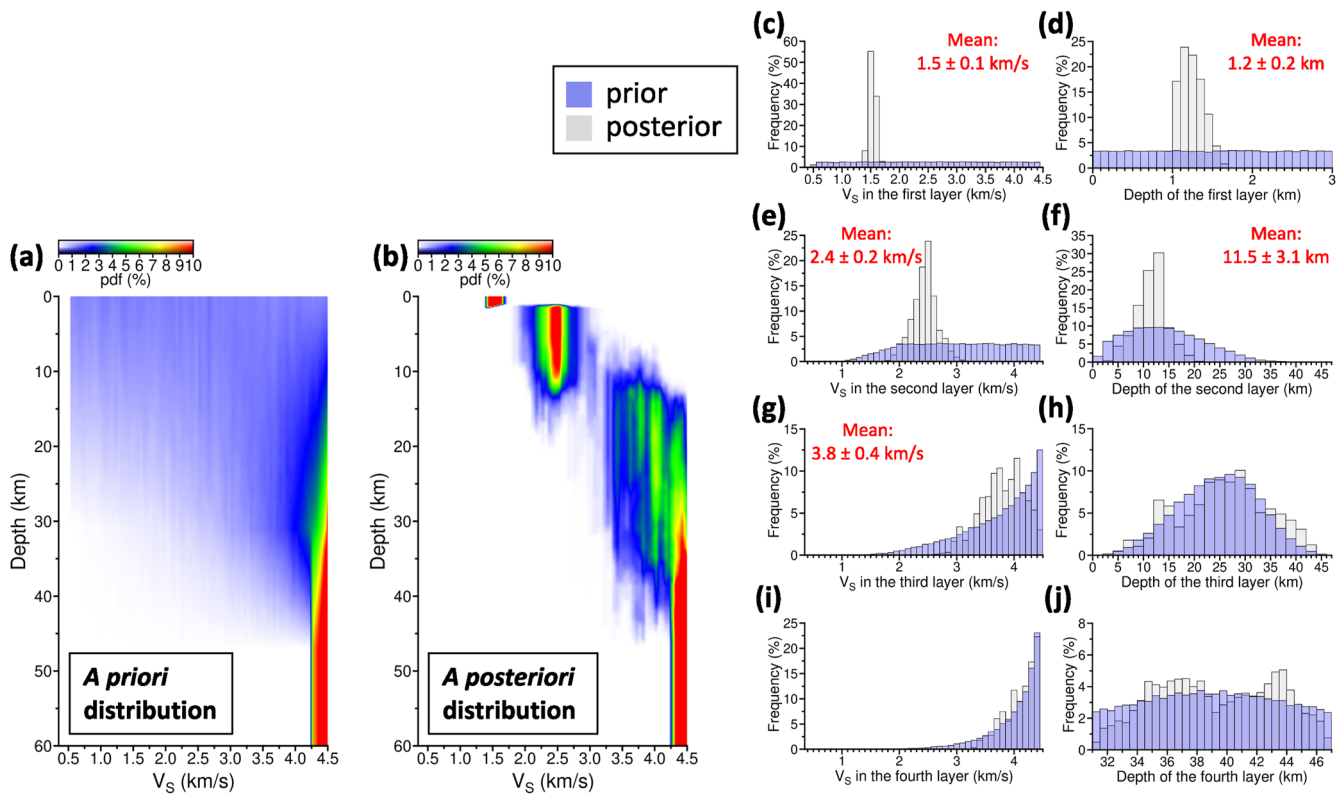 prior
posterior
(a)
0 1 2 3 4 5 6 7 8 9 10
pdf (%)
0
10
20
30
40
50
60
Depth (km)
A priori
distribution
0.5 1.0 1.5 2.0 2.5 3.0 3.5 4.0 4.5
VS (km/s)
(b)
0 1 2 3 4 5 6 7 8 9 10
pdf (%)
0
10
20
30
40
50
60
Depth (km)
A posteriori
distribution
0.5 1.0 1.5 2.0 2.5 3.0 3.5 4.0 4.5
VS (km/s)
(c)
Mean:
1.5 ± 0.1 km/s
60
50
40
30
20
10
0
Frequency (%)
0.5 1.0 1.5 2.0 2.5 3.0 3.5 4.0 4.5
VS in the first layer (km/s)
(d)
Mean:
1.2 ± 0.2 km
25
20
15
10
5
0
Frequency (%)
0 1 2 3
Depth of the first layer (km)
(e)
Mean:
2.4 ± 0.2 km/s
25
20
15
10
5
0
Frequency (%)
1 2 3 4
VS in the second layer (km/s)
(f)
Mean:
11.5 ± 3.1 km
35
30
25
20
15
10
5
0
Frequency (%)
0 5 10 15 20 25 30 35 40 45
Depth of the second layer (km)
(g)
Mean:
3.8 ± 0.4 km/s
15
10
5
0
Frequency (%)
1 2 3 4
VS in the third layer (km/s)
(h)
15
10
5
0
Frequency (%)
0 5 10 15 20 25 30 35 40 45
Depth of the third layer (km)
(i)
25
20
15
10
5
0
Frequency (%)
1 2 3 4
VS in the fourth layer (km/s)
(j)
8
6
4
2
0
Frequency (%)
32 34 36 38 40 42 44 46
Depth of the fourth layer (km)